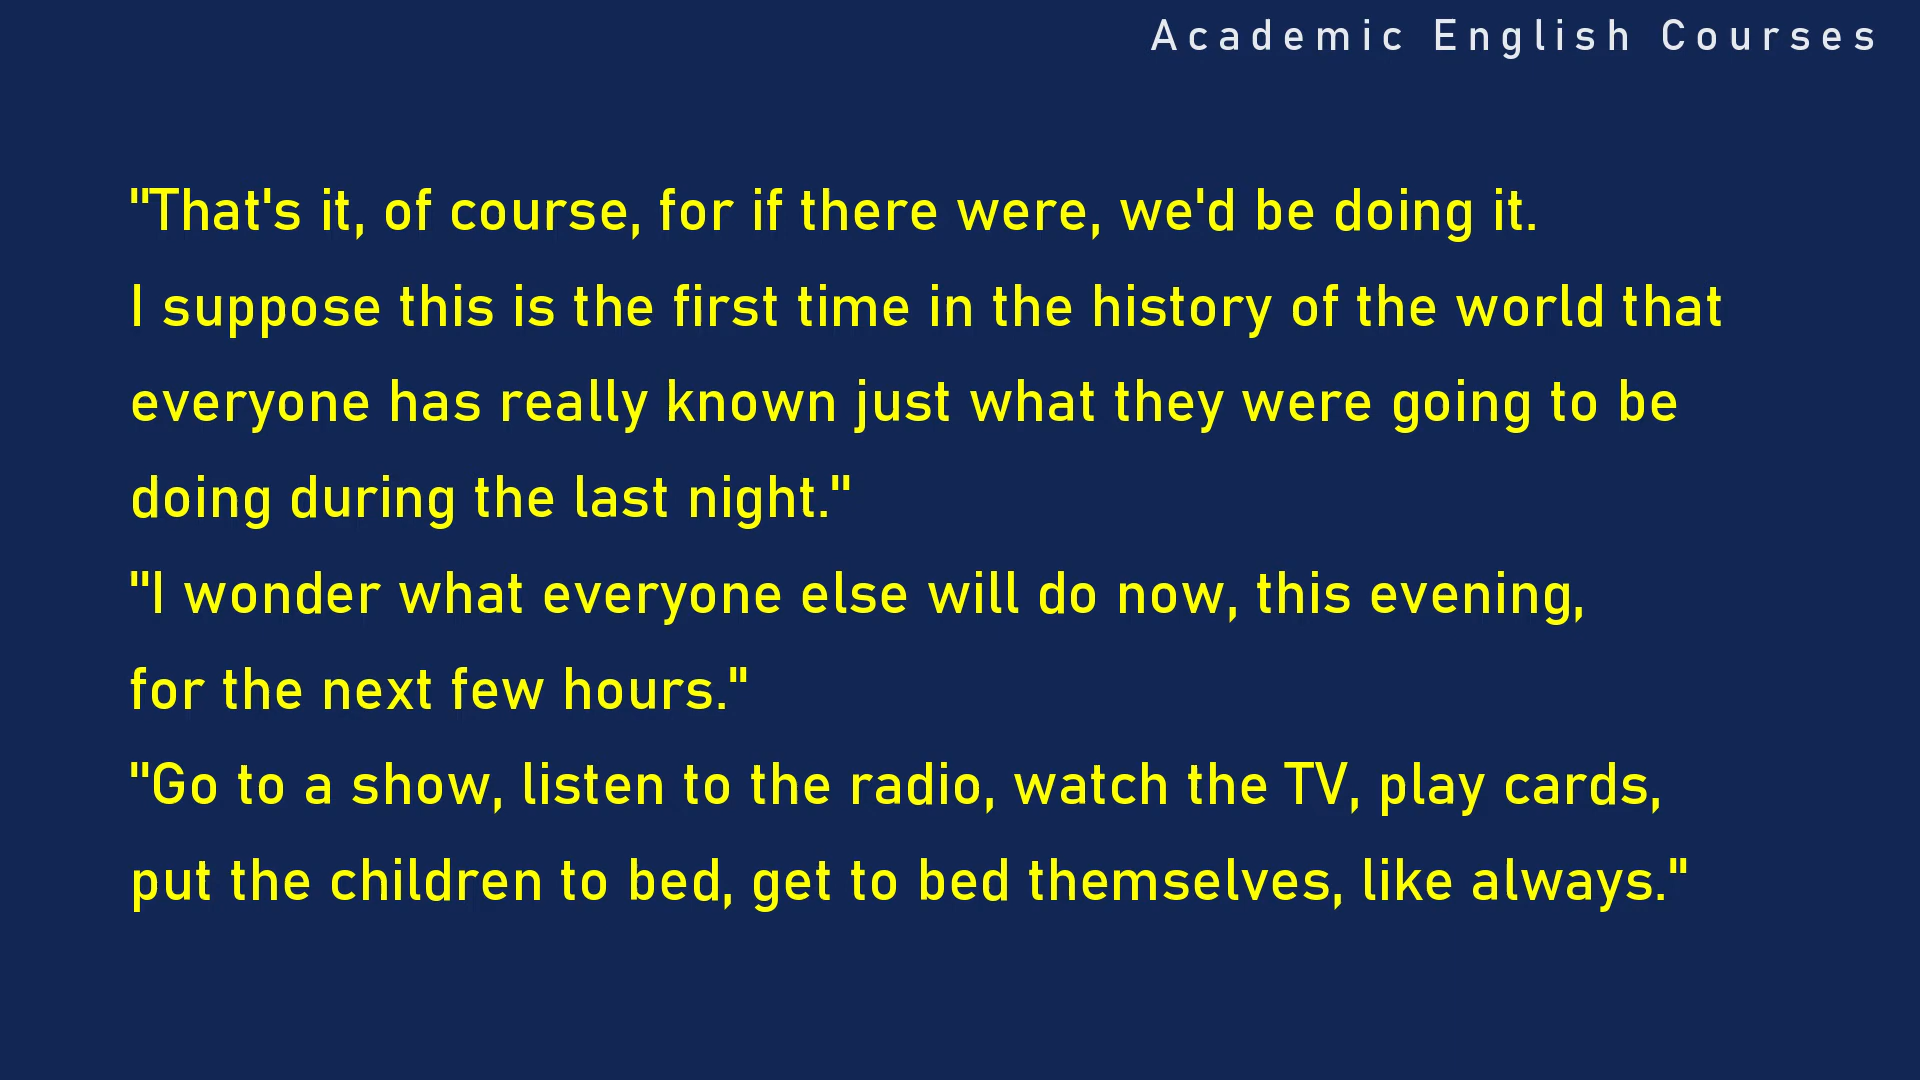 Academic English Courses
"That's it, of course, for if there were, we'd be doing it.
I suppose this is the first time in the history of the world that
everyone has really known just what they were going to be
doing during the last night."
"I wonder what everyone else will do now, this evening,
for the next few hours."
"Go to a show, listen to the radio, watch the TV, play cards,
put the children to bed, get to bed themselves, like always."